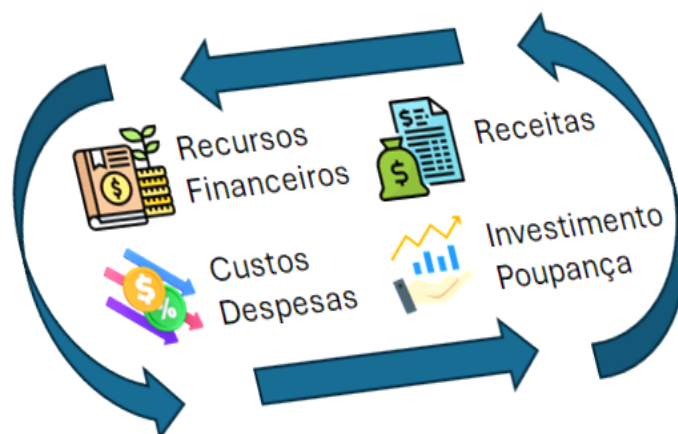 Recursos
Financeiros
Receitas
Custos
Despesas
Investimento
Poupança